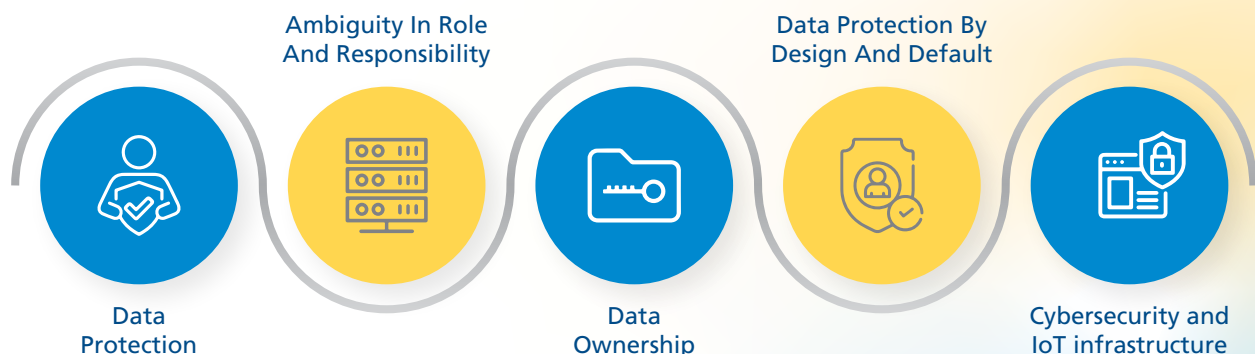 Data
Protection
Ambiguity In Role
And Responsibility
Data
Ownership
Data Protection By
Design And Default
Cybersecurity and
IoT infrastructure